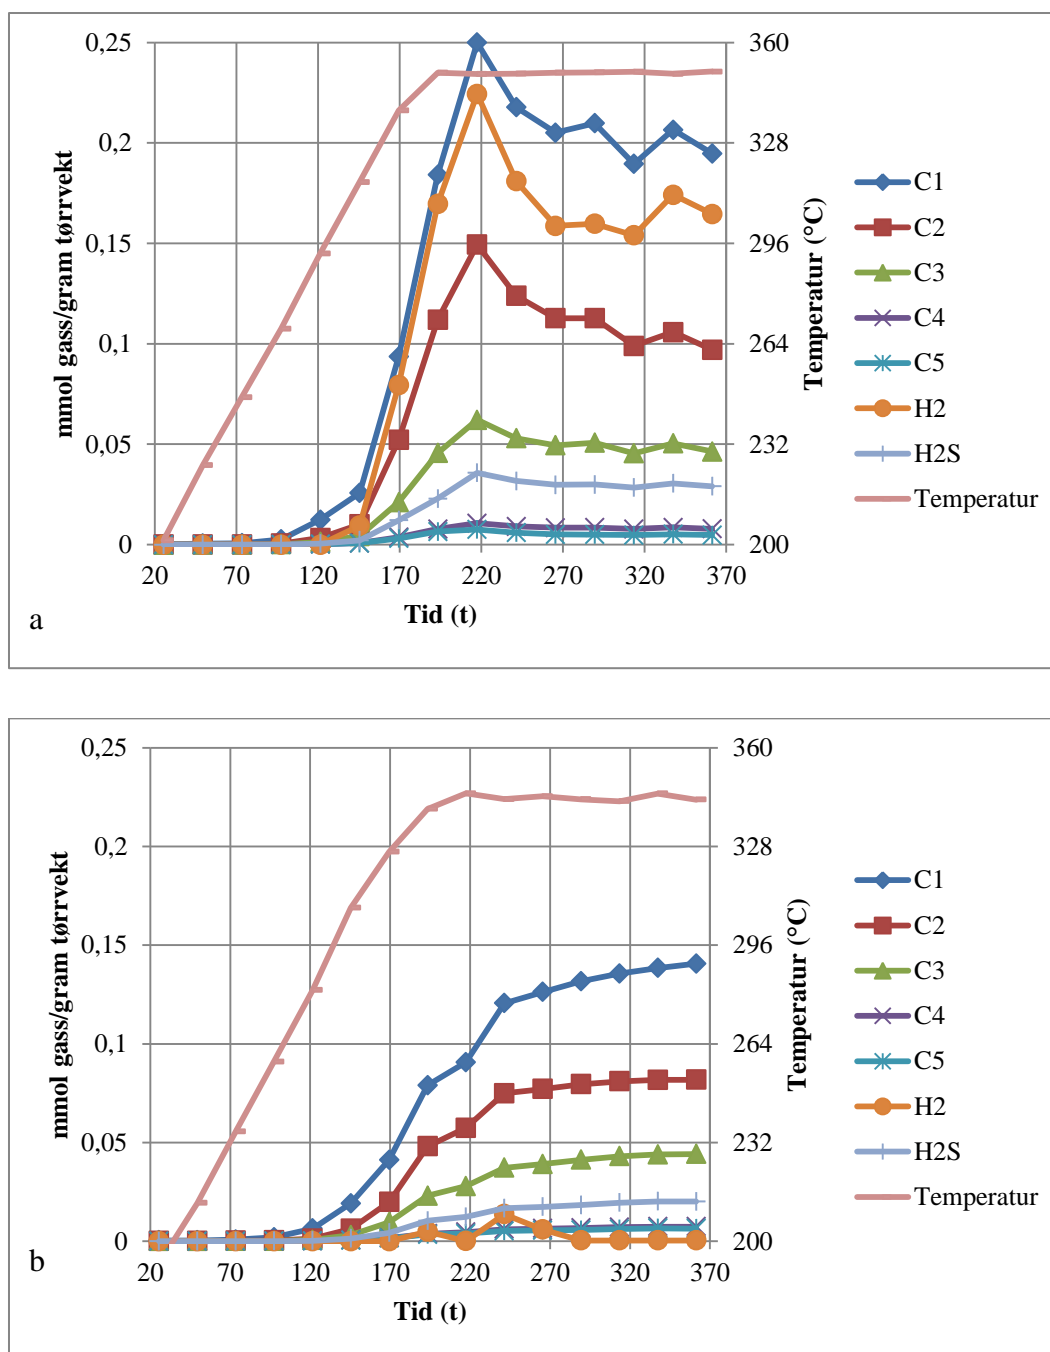 0,25
0,2
0,15
0,1
0,05
0
mmol gass/gram tørrvekt
360
328
296
264
232
200
Temperatur (°C)
20 70 120 170 220 270 320 370
Tid (t)
C1
C2
C3
C4
C5
H2
H2S
Temperatur
a
0,25
0,2
0,15
0,1
0,05
0
mmol gass/gram tørrvekt
360
328
296
264
232
200
Temperatur (°C)
20 70 120 170 220 270 320 370
Tid (t)
C1
C2
C3
C4
C5
H2
H2S
Temperatur
b